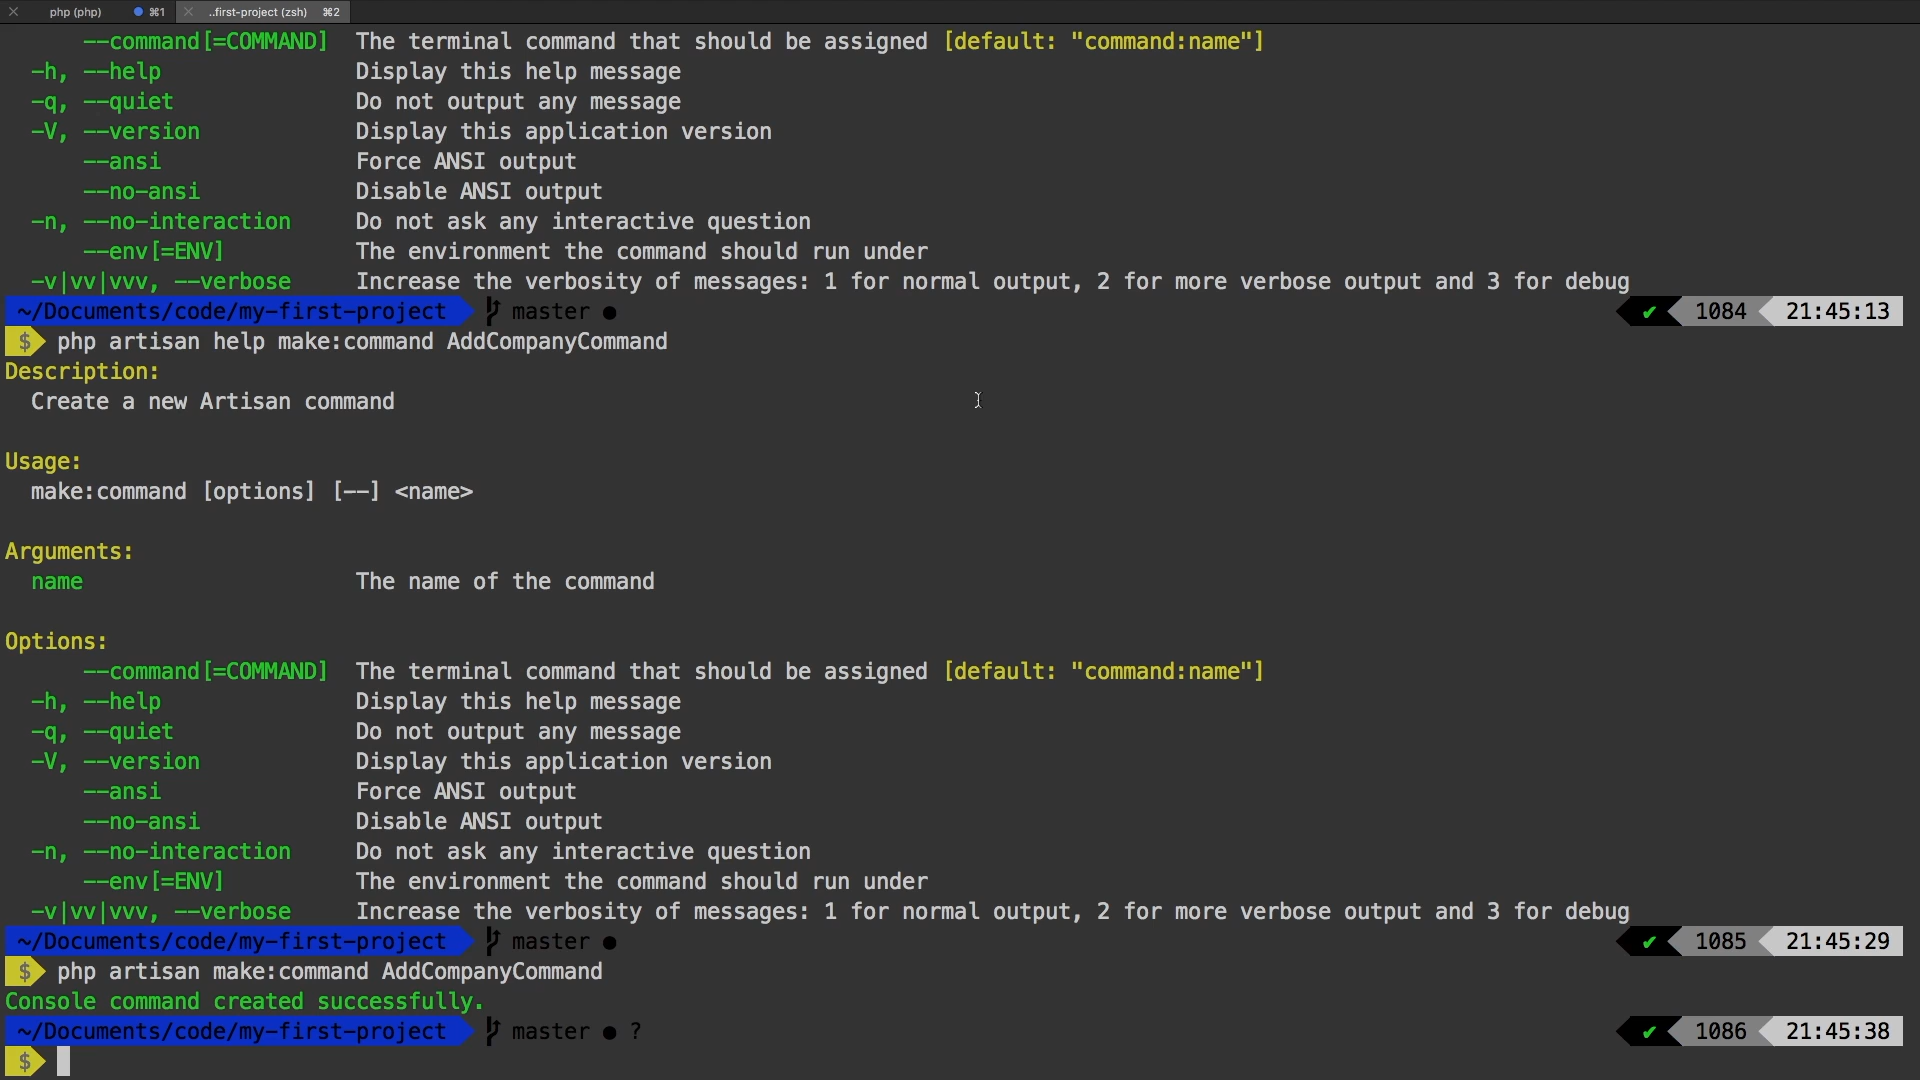 php (php) ⌘1 ..first-project (zsh) ⌘2
--command[=COMMAND] The terminal command that should be assigned [default: "command:name"]
-h, --help Display this help message
-q, --quiet Do not output any message
-V, --version Display this application version
--ansi Force ANSI output
--no-ansi Disable ANSI output
-n, --no-interaction Do not ask any interactive question
--env[=ENV] The environment the command should run under
-v|vv|vvv, --verbose Increase the verbosity of messages: 1 for normal output, 2 for more verbose output and 3 for debug
~/Documents/code/my-first-project master ● ✔ 1084 21:45:13
$ php artisan help make:command AddCompanyCommand
Description:
Create a new Artisan command
Usage:
make:command [options] [--] <name>
Arguments:
name The name of the command
Options:
--command[=COMMAND] The terminal command that should be assigned [default: "command:name"]
-h, --help Display this help message
-q, --quiet Do not output any message
-V, --version Display this application version
--ansi Force ANSI output
--no-ansi Disable ANSI output
-n, --no-interaction Do not ask any interactive question
--env[=ENV] The environment the command should run under
-v|vv|vvv, --verbose Increase the verbosity of messages: 1 for normal output, 2 for more verbose output and 3 for debug
~/Documents/code/my-first-project master ● ✔ 1085 21:45:29
$ php artisan make:command AddCompanyCommand
Console command created successfully.
~/Documents/code/my-first-project master ● ? ✔ 1086 21:45:38
$